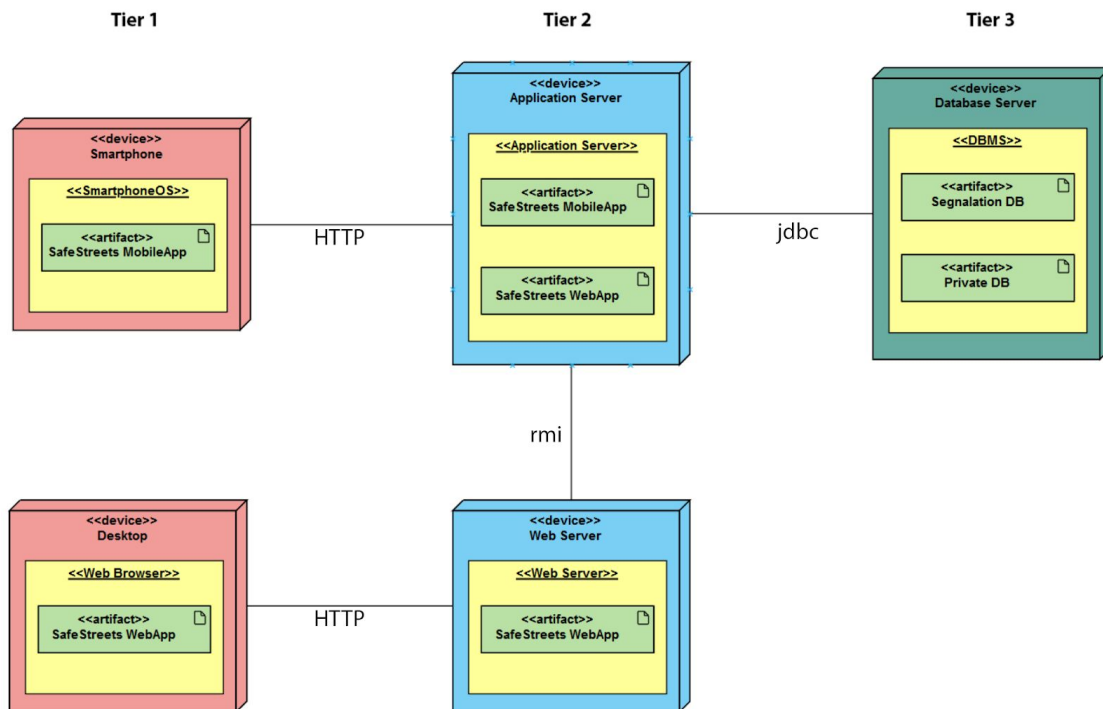 Tier 1
Tier 2
Tier 3
<<device>>
Smartphone
<<SmartphoneOS>>
<<artifact>>
SafeStreets MobileApp
HTTP
<<device>>
Application Server
<<Application Server>>
<<artifact>>
SafeStreets MobileApp
<<artifact>>
SafeStreets WebApp
jdbc
<<device>>
Database Server
<<DBMS>>
<<artifact>>
Segnalation DB
<<artifact>>
Private DB
rmi
<<device>>
Desktop
<<Web Browser>>
<<artifact>>
SafeStreets WebApp
HTTP
<<device>>
Web Server
<<Web Server>>
<<artifact>>
SafeStreets WebApp